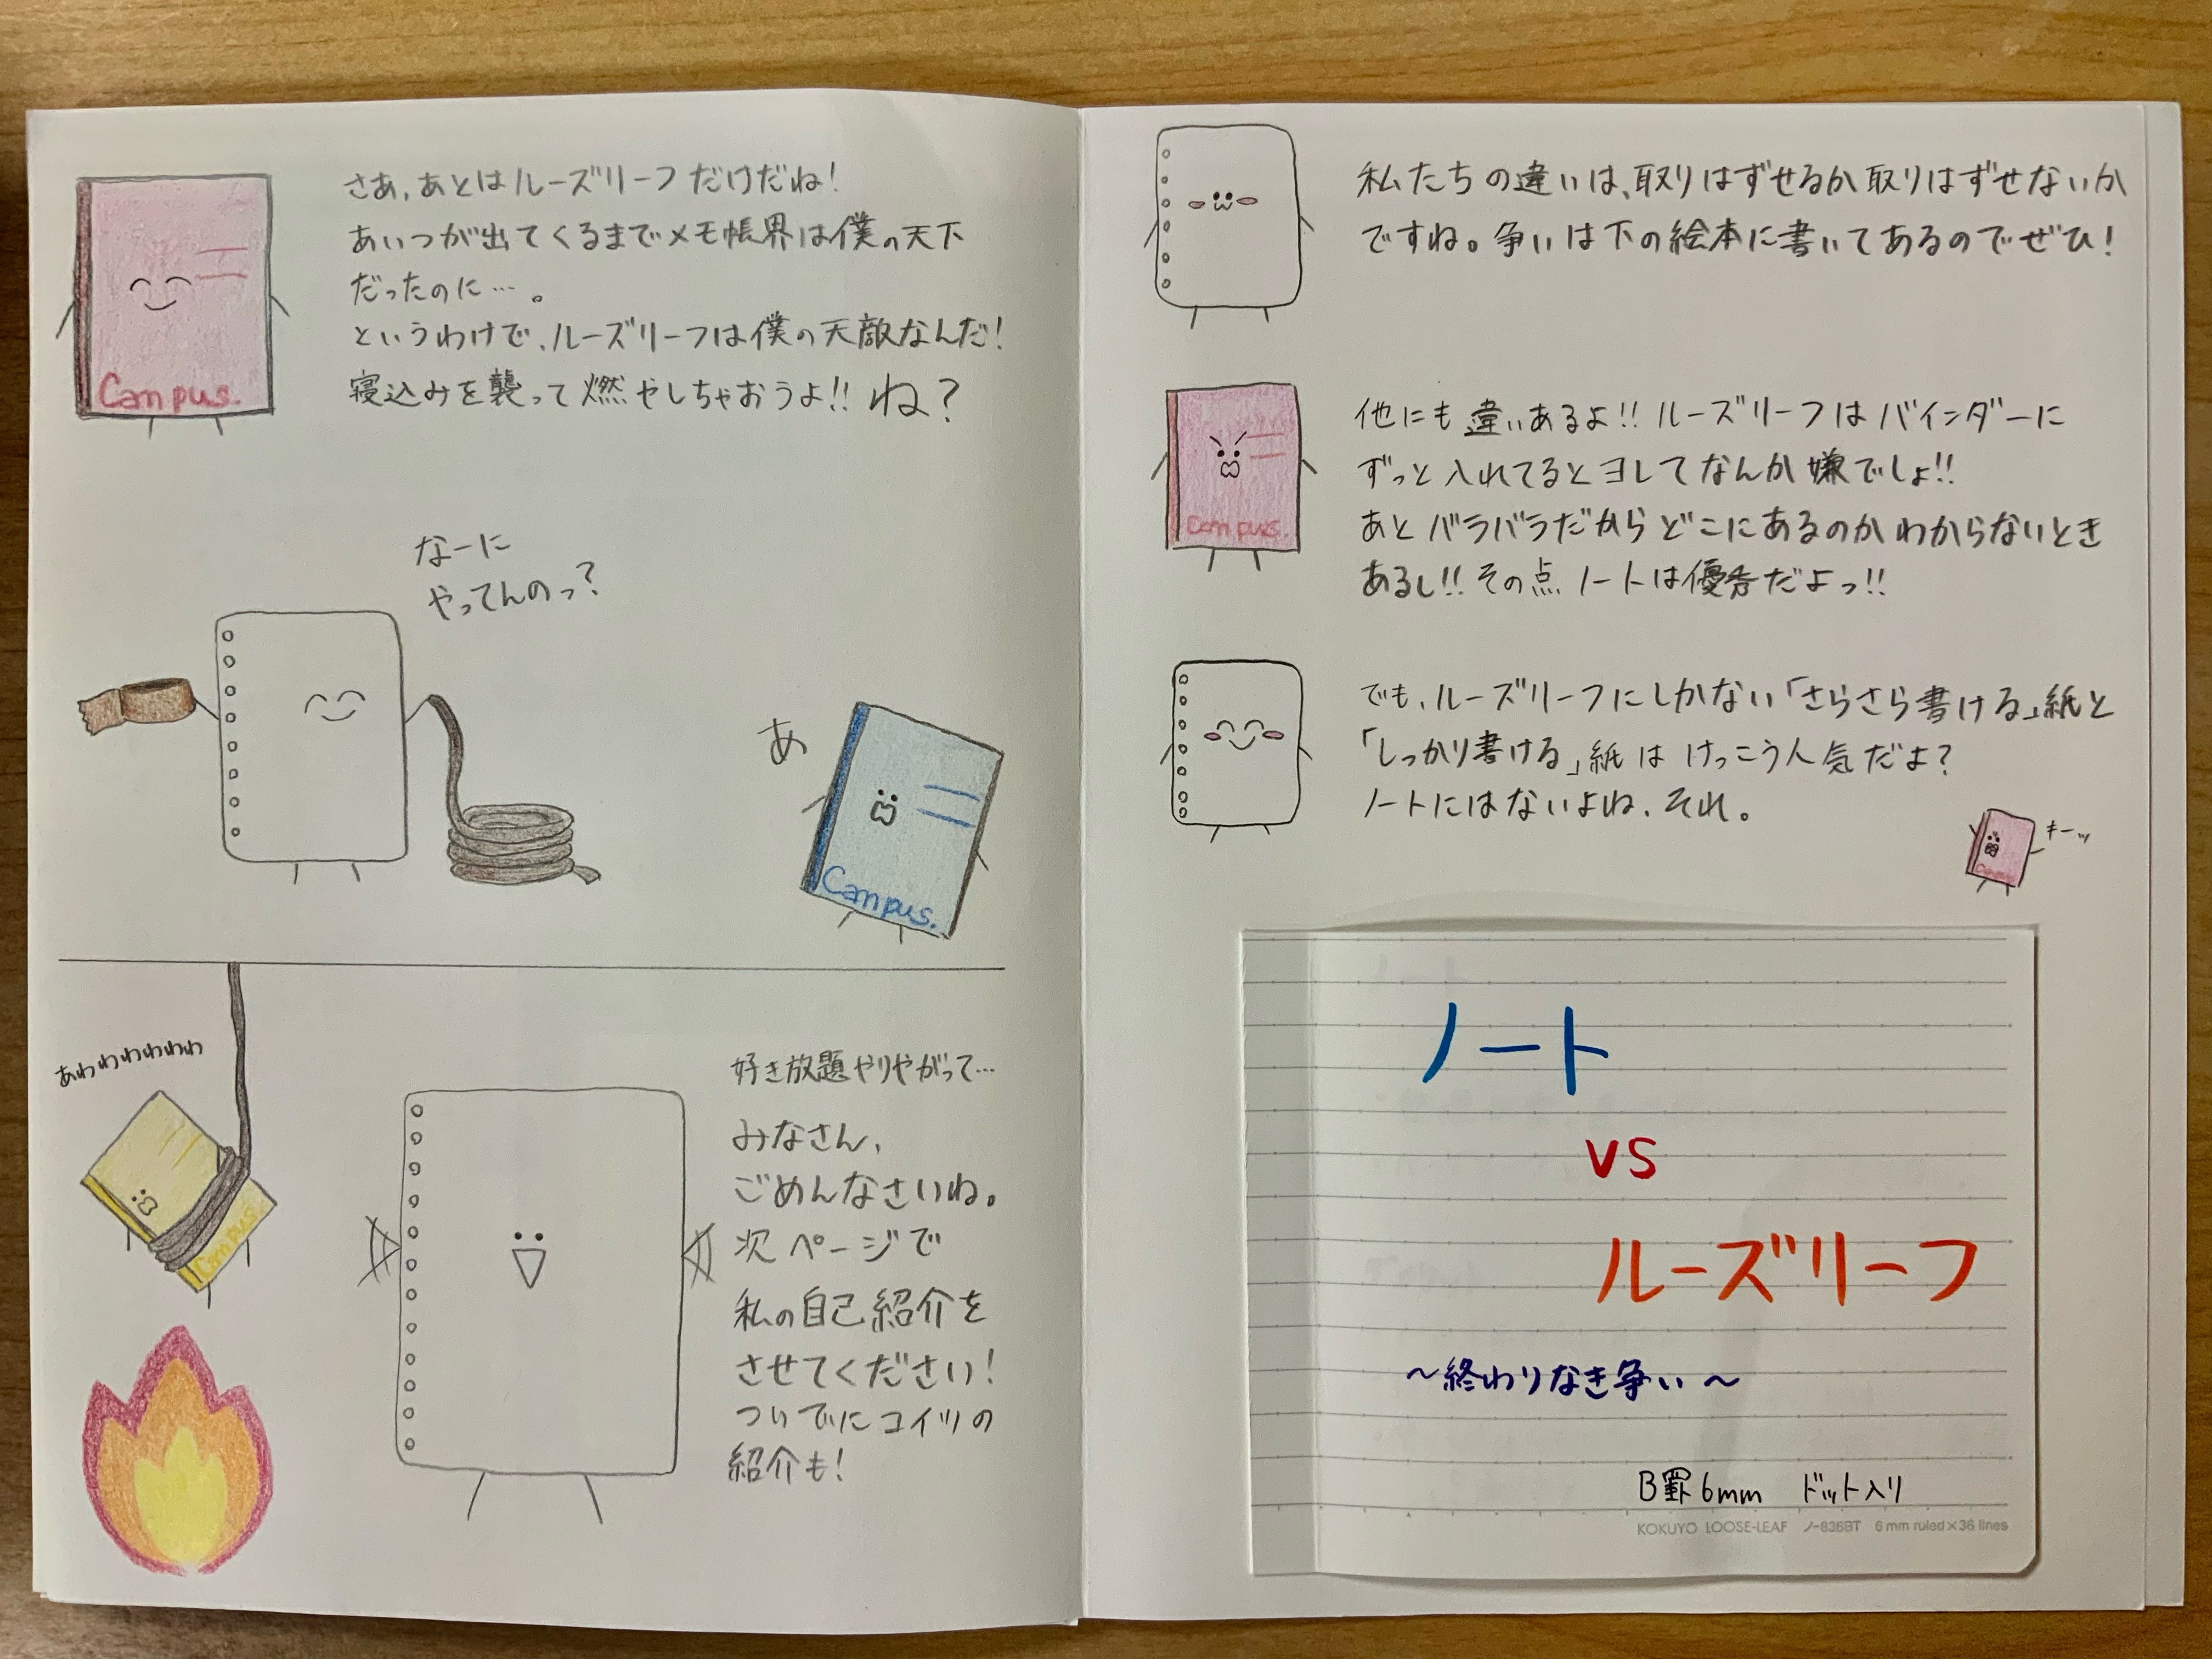 さあ、あとはルーズリーフだけだね!
あいつが出てくるまでメモ帳界は僕の天下
だったのに…。
というわけで、ルーズリーフは僕の天敵なんだ!
寝込みを襲って燃やしちゃおうよ!! ね?
Campus.
なーに
やってんのっ?
あ
Campus.
あわわわわわわ
Campus
好き放題やりやがって…
みなさん、
ごめんなさいね。
次ページで
私の自己紹介を
させてください!
ついでにコイツの
紹介も!
私たちの違いは、取りはずせるか取りはずせないか
ですね。争いは下の絵本に書いてあるのでぜひ!
他にも違いあるよ!! ルーズリーフはバインダーに
ずっと入れてるとヨレてなんか嫌でしょ!!
あとバラバラだからどこにあるのかわからないとき
あるし!! その点ノートは優秀だよっ!!
Campus.
でも、ルーズリーフにしかない「さらさら書ける」紙と
「しっかり書ける」紙はけっこう人気だよ?
ノートにはないよね、それ。
キーッ
ノート
vs
ルーズリーフ
~終わりなき争い~
B罫6mm ドット入り
KOKUYO LOOSE-LEAF ノ-836BT 6mm ruled×36 lines